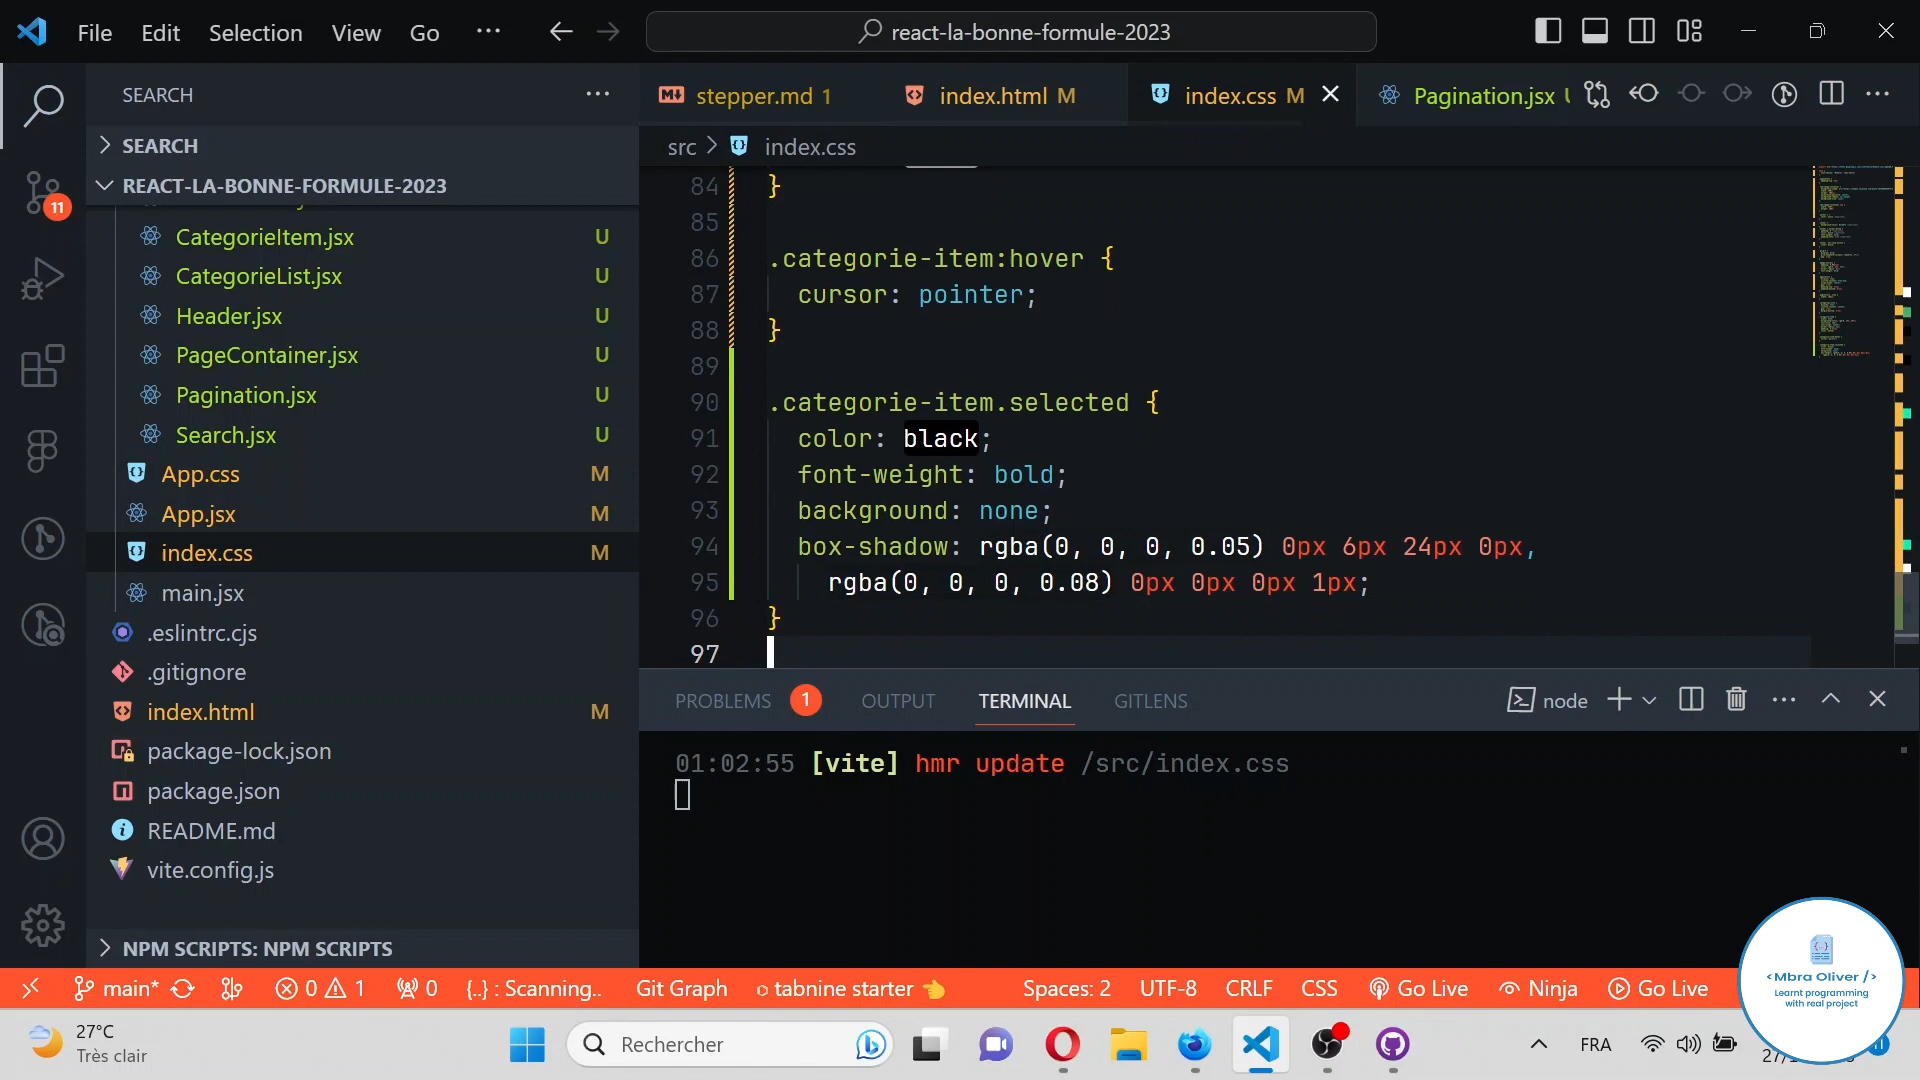 File Edit Selection View Go ··· react-la-bonne-formule-2023
SEARCH ···
SEARCH
REACT-LA-BONNE-FORMULE-2023
CategorieItem.jsx U
CategorieList.jsx U
Header.jsx U
PageContainer.jsx U
Pagination.jsx U
Search.jsx U
App.css M
App.jsx M
index.css M
main.jsx
.eslintrc.cjs
.gitignore
index.html M
package-lock.json
package.json
README.md
vite.config.js
NPM SCRIPTS: NPM SCRIPTS
11
stepper.md 1 index.html M index.css M Pagination.jsx U
src > index.css
84 }
85
86 .categorie-item:hover {
87 cursor: pointer;
88 }
89
90 .categorie-item.selected {
91 color: black;
92 font-weight: bold;
93 background: none;
94 box-shadow: rgba(0, 0, 0, 0.05) 0px 6px 24px 0px,
95 rgba(0, 0, 0, 0.08) 0px 0px 0px 1px;
96 }
97
PROBLEMS 1 OUTPUT TERMINAL GITLENS node
01:02:55 [vite] hmr update /src/index.css
<Mbra Oliver />
Learnt programming
with real project
main* 0 1 0 {..} : Scanning.. Git Graph tabnine starter Spaces: 2 UTF-8 CRLF CSS Go Live Ninja Go Live
27°C
Très clair
Rechercher
FRA